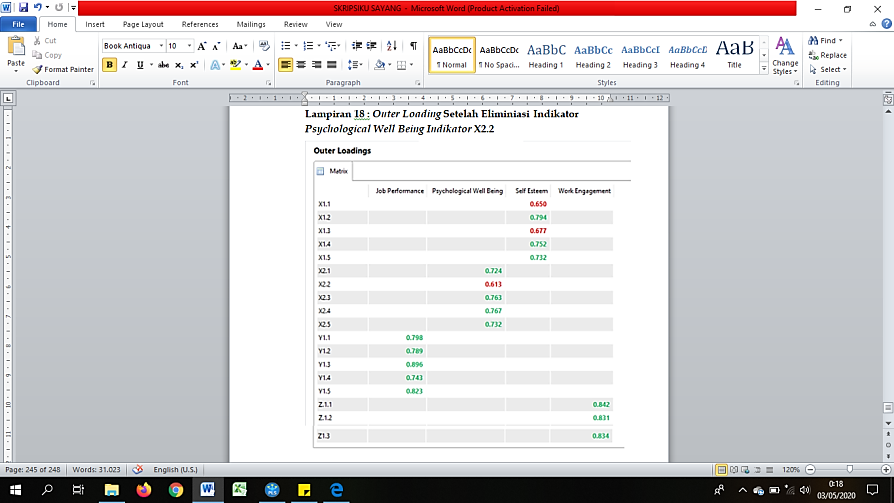 SKRIPSIKU SAYANG - Microsoft Word (Product Activation Failed)
File Home Insert Page Layout References Mailings Review View
Cut
Copy
Format Painter
Paste
Clipboard
Book Antiqua 10
Font
Paragraph
AaBbCcDc AaBbCcDc AaBbC AaBbCc AaBbCcI AaBbCcD AaB
¶ Normal ¶ No Spaci... Heading 1 Heading 2 Heading 3 Heading 4 Title
Styles
Change Styles
Find
Replace
Select
Editing
Lampiran 18 : Outer Loading Setelah Eliminiasi Indikator
Psychological Well Being Indikator X2.2
Outer Loadings
Matrix
Job Performance Psychological Well Being Self Esteem Work Engagement
X1.1 0.650
X1.2 0.794
X1.3 0.677
X1.4 0.752
X1.5 0.732
X2.1 0.724
X2.2 0.613
X2.3 0.763
X2.4 0.767
X2.5 0.732
Y1.1 0.798
Y1.2 0.789
Y1.3 0.896
Y1.4 0.743
Y1.5 0.823
Z.1.1 0.842
Z.1.2 0.831
Z1.3 0.834
Page: 245 of 248 Words: 31.023 English (U.S.) 120%
0:18
03/05/2020